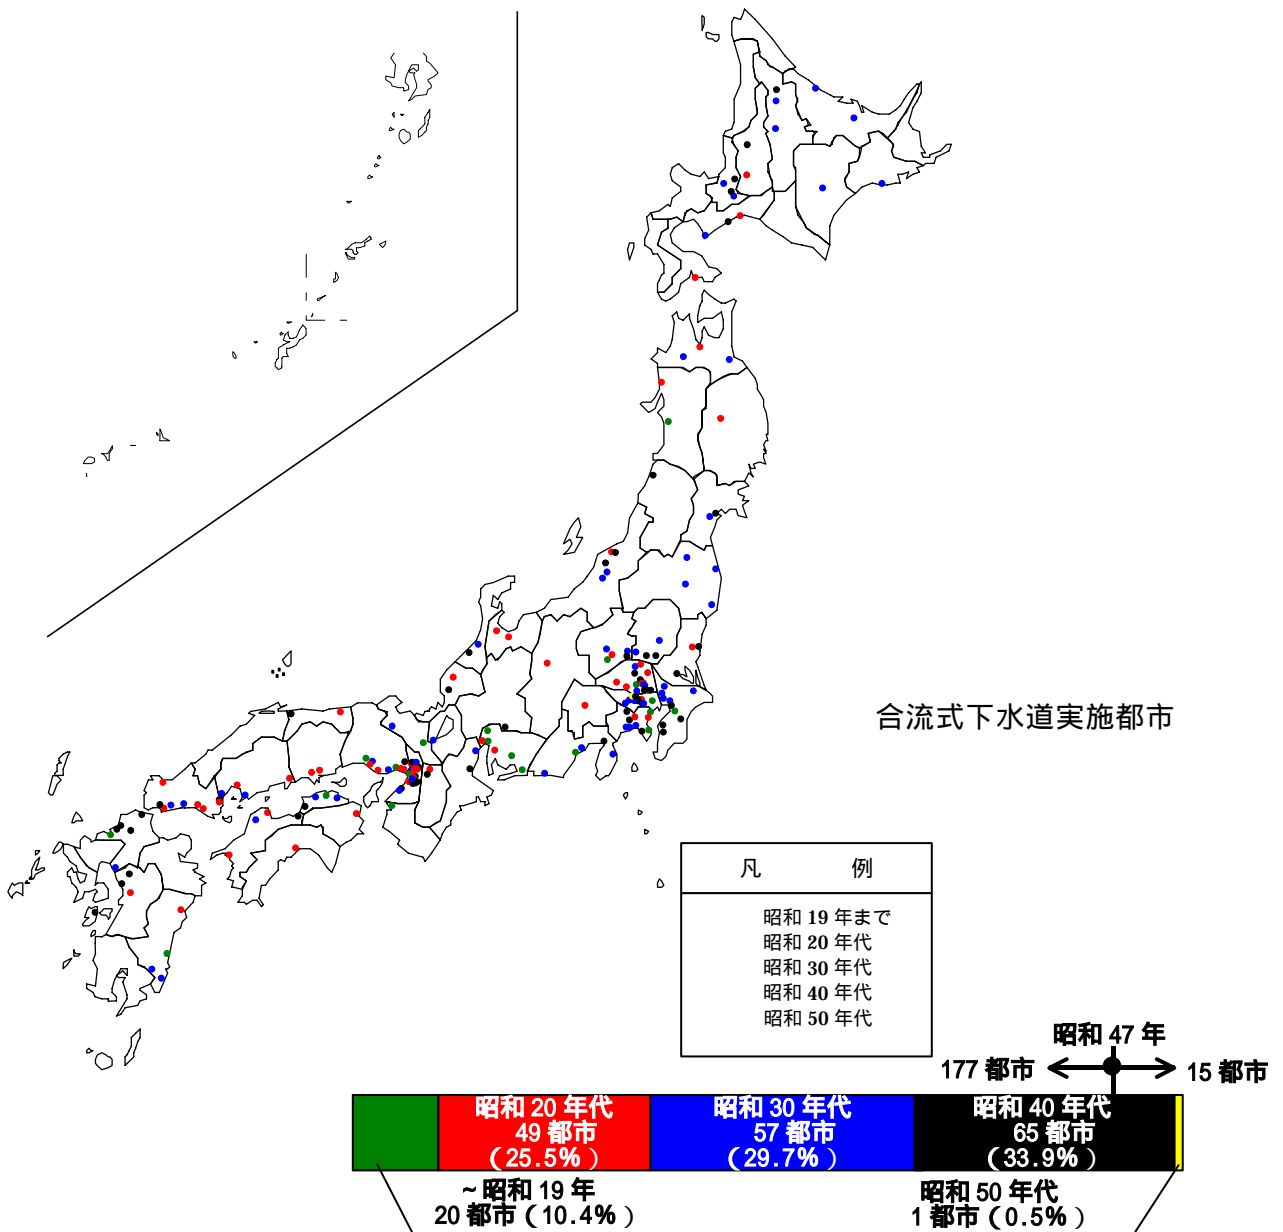 合流式下水道実施都市
凡 例
昭和 19 年まで
昭和 20 年代
昭和 30 年代
昭和 40 年代
昭和 50 年代
昭和 47 年
177 都市
15 都市
昭和 20 年代
49 都市
(25.5%)
昭和 30 年代
57 都市
(29.7%)
昭和 40 年代
65 都市
(33.9%)
~昭和 19 年
20 都市(10.4%)
昭和 50 年代
1 都市(0.5%)